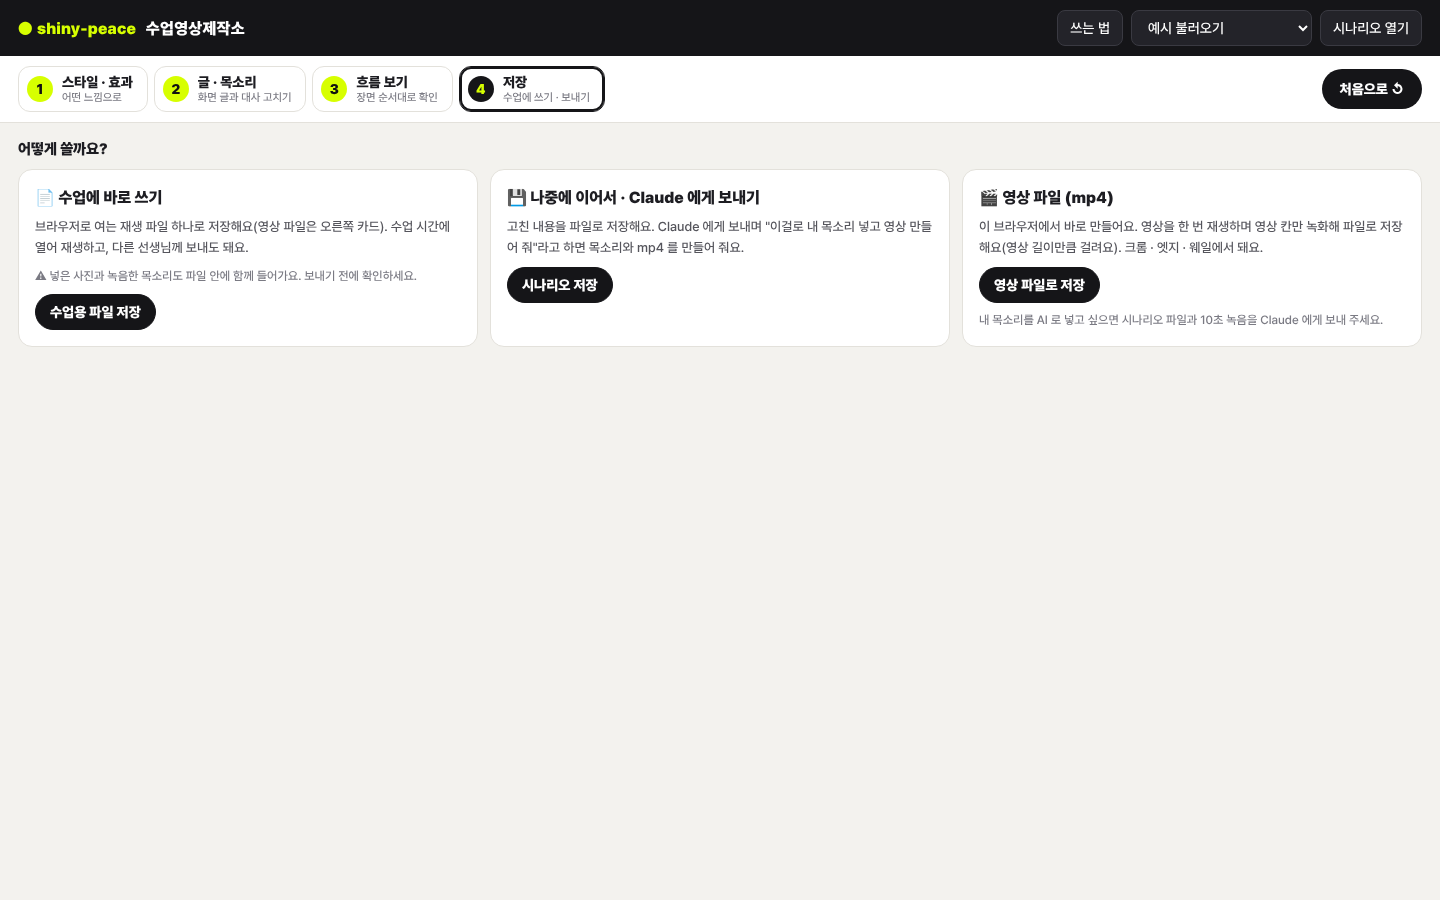 shiny-peace 수업영상제작소
쓰는 법
예시 불러오기
시나리오 열기
1 스타일 · 효과
어떤 느낌으로
2 글 · 목소리
화면 글과 대사 고치기
3 흐름 보기
장면 순서대로 확인
4 저장
수업에 쓰기 · 보내기
처음으로 ↺
어떻게 쓸까요?
📄 수업에 바로 쓰기
브라우저로 여는 재생 파일 하나로 저장해요(영상 파일은 오른쪽 카드). 수업 시간에
열어 재생하고, 다른 선생님께 보내도 돼요.
⚠ 넣은 사진과 녹음한 목소리도 파일 안에 함께 들어가요. 보내기 전에 확인하세요.
수업용 파일 저장
💾 나중에 이어서 · Claude 에게 보내기
고친 내용을 파일로 저장해요. Claude 에게 보내며 "이걸로 내 목소리 넣고 영상 만들
어 줘"라고 하면 목소리와 mp4 를 만들어 줘요.
시나리오 저장
🎬 영상 파일 (mp4)
이 브라우저에서 바로 만들어요. 영상을 한 번 재생하며 영상 칸만 녹화해 파일로 저장
해요(영상 길이만큼 걸려요). 크롬 · 엣지 · 웨일에서 돼요.
영상 파일로 저장
내 목소리를 AI 로 넣고 싶으면 시나리오 파일과 10초 녹음을 Claude 에게 보내 주세요.